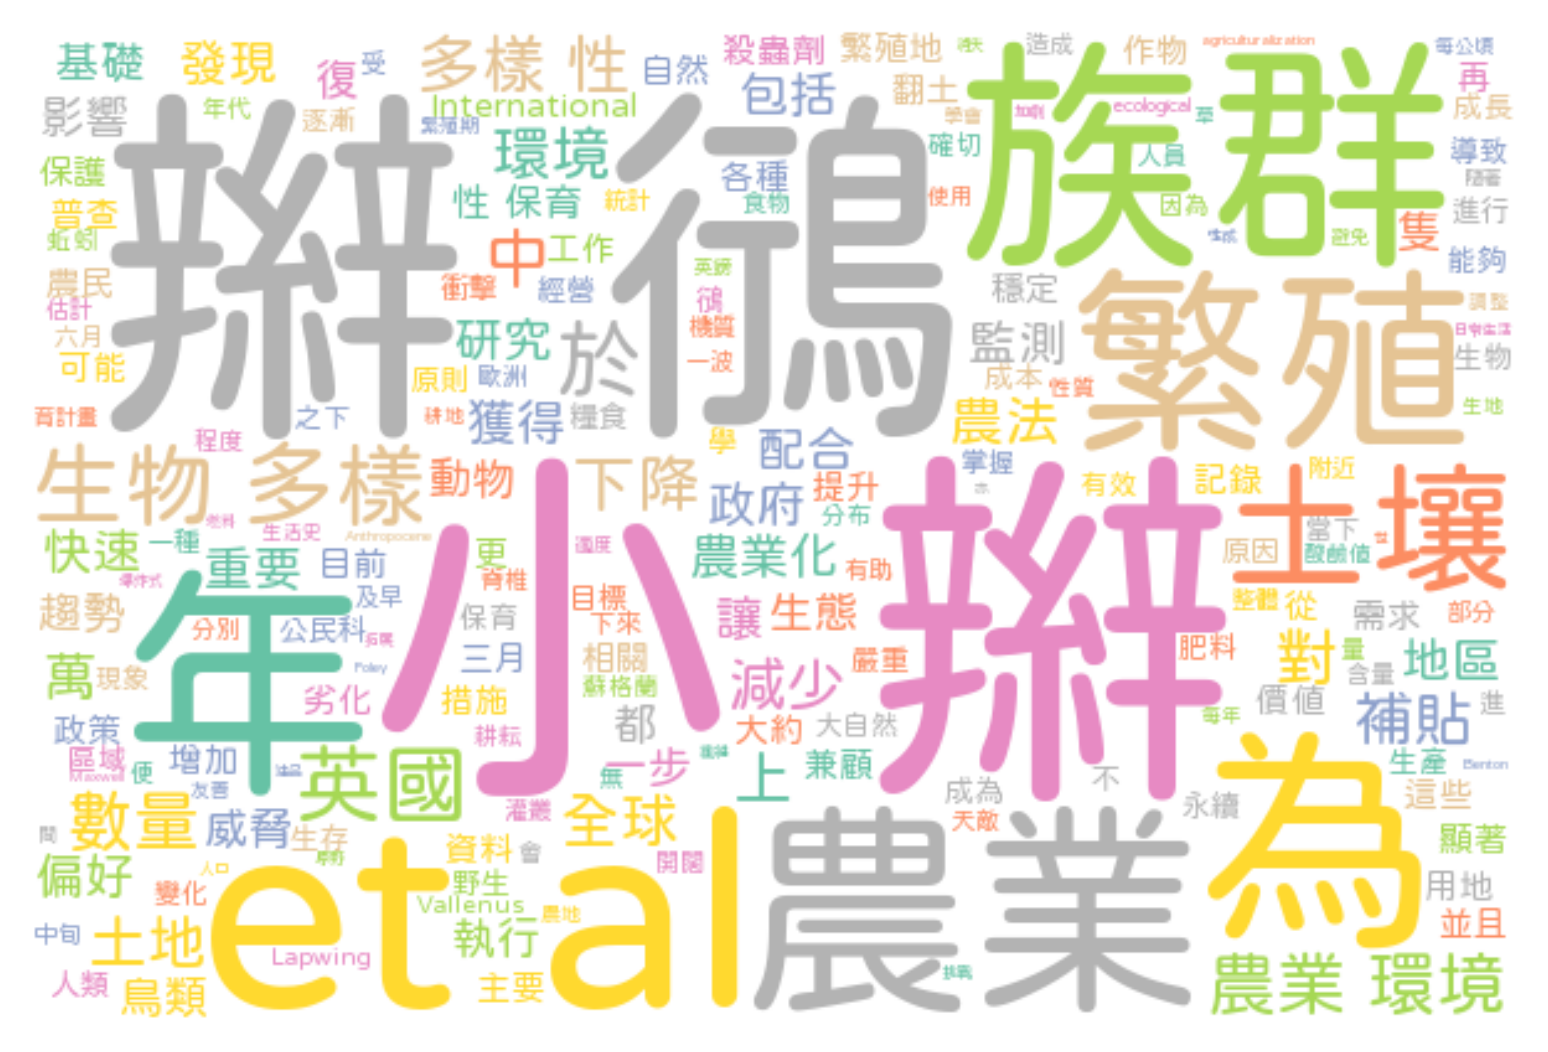 基礎
發現
復
受
多樣 性
自然
殺蟲劑
繁殖地
造成
作物
agriculturalization
每公頃
再
影響
年代
逐漸
繁殖期
International
包括
翻土
學會
族群
ecological
草
成長
保護
環境
各種
確切
人員
導致
隨著
普查
辮鴴
性 保育
統計
食物
使用
因為
進行
蚯蚓
中
工作
避免
隻
能夠
農民
衝擊
經營
英鎊
鴴
穩定
繁殖
調整
估計
六月
研究
於
機質
監測
日常生活
可能
原則
歐洲
一波
成本
性質
生物
育計畫
之下
耕地
獲得
糧食
農法
生地
程度
學
配合
掌握
生物 多樣
動物
小辮
下降
政府
提升
有效
記錄
附近
土壤
生活史
分布
當下
Anthropocene
快速
一種
重要
目前
更
脊椎
農業化
有助
原因
酸鹼值
趨勢
年
及早
保育
目標
讓
生態
整體
從
需求
部分
分別
公民科
下來
萬
現象
Foley
三月
相關
減少
嚴重
肥料
對
量
地區
劣化
措施
蘇格蘭
含量
價值
政策
耕耘
都
大約
大自然
每年
補貼
進
區域
Maxwell
便
增加
英國
無
一步
上
兼顧
不
為
生產
Benton
友善
成為
數量
威脅
生存
灌叢
全球
農業
天敵
永續
這些
間
資料
會
開闊
顯著
偏好
人口
變化
et al
野生
用地
Vallenus
中旬
土地
執行
農地
並且
Lapwing
人類
鳥類
主要
挑戰
農業 環境